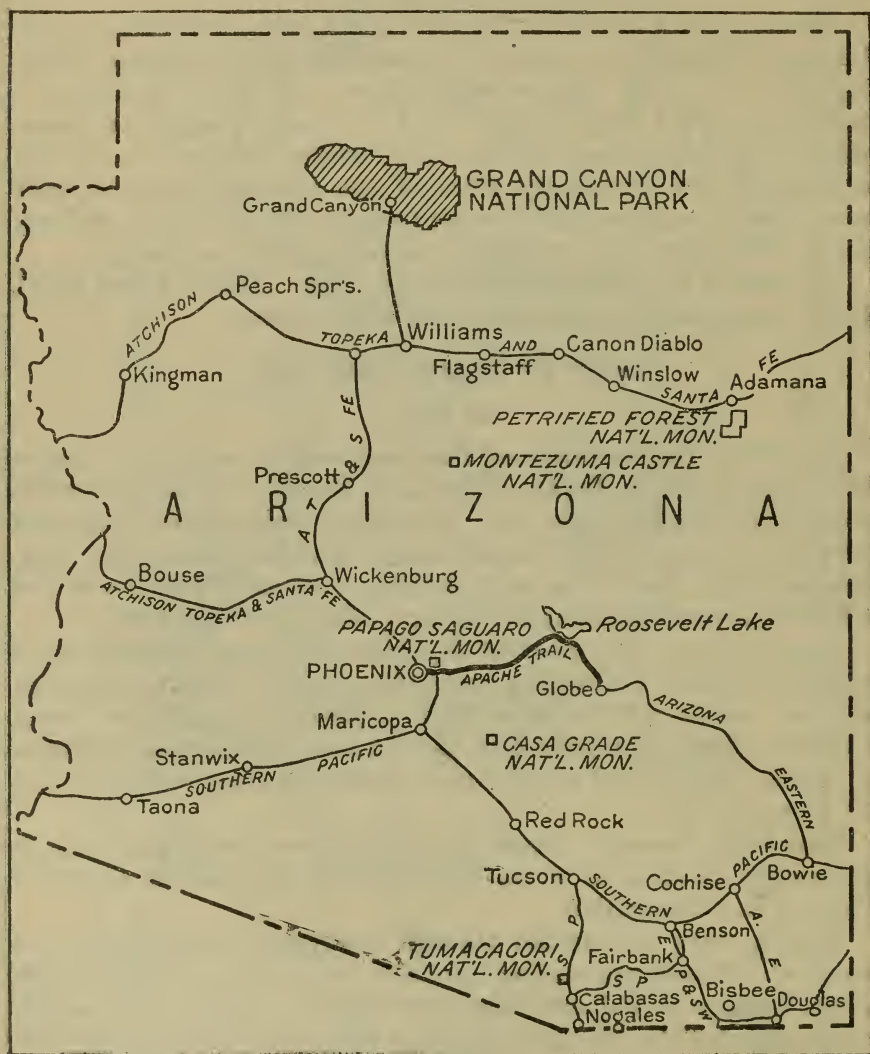 GRAND CANYON
NATIONAL PARK
Grand Canyon
Peach Spr's.
ATCHISON
TOPEKA
Williams
AND
Canon Diablo
Flagstaff
Kingman
Winslow
SANTA
FE
Adamana
PETRIFIED FOREST
NAT'L. MON.
A T & S FE
Prescott
MONTEZUMA CASTLE
NAT'L. MON.
ARIZONA
Bouse
Wickenburg
ATCHISON TOPEKA & SANTA FE
PAPAGO SAGUARO
NAT'L. MON.
Roosevelt Lake
PHOENIX
APACHE TRAIL
Globe
ARIZONA
EASTERN
Maricopa
CASA GRADE
NAT'L. MON.
Stanwix
SOUTHERN
PACIFIC
Taona
Red Rock
Tucson
SOUTHERN
Cochise
PACIFIC
Bowie
S P
A. E
Benson
Fairbank
E P & SW
TUMAGAGORI
NAT'L. MON.
S P
Calabasas
Bisbee
Douglas
Nogales